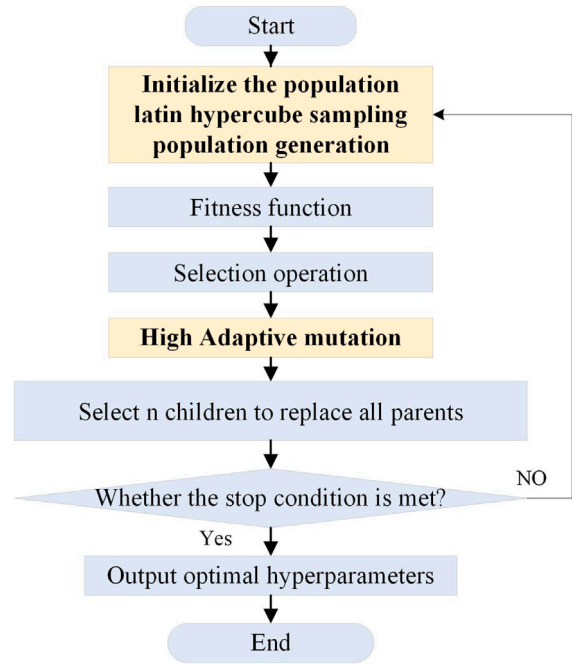 Start
Initialize the population
latin hypercube sampling
population generation
Fitness function
Selection operation
High Adaptive mutation
Select n children to replace all parents
Whether the stop condition is met?
NO
Yes
Output optimal hyperparameters
End